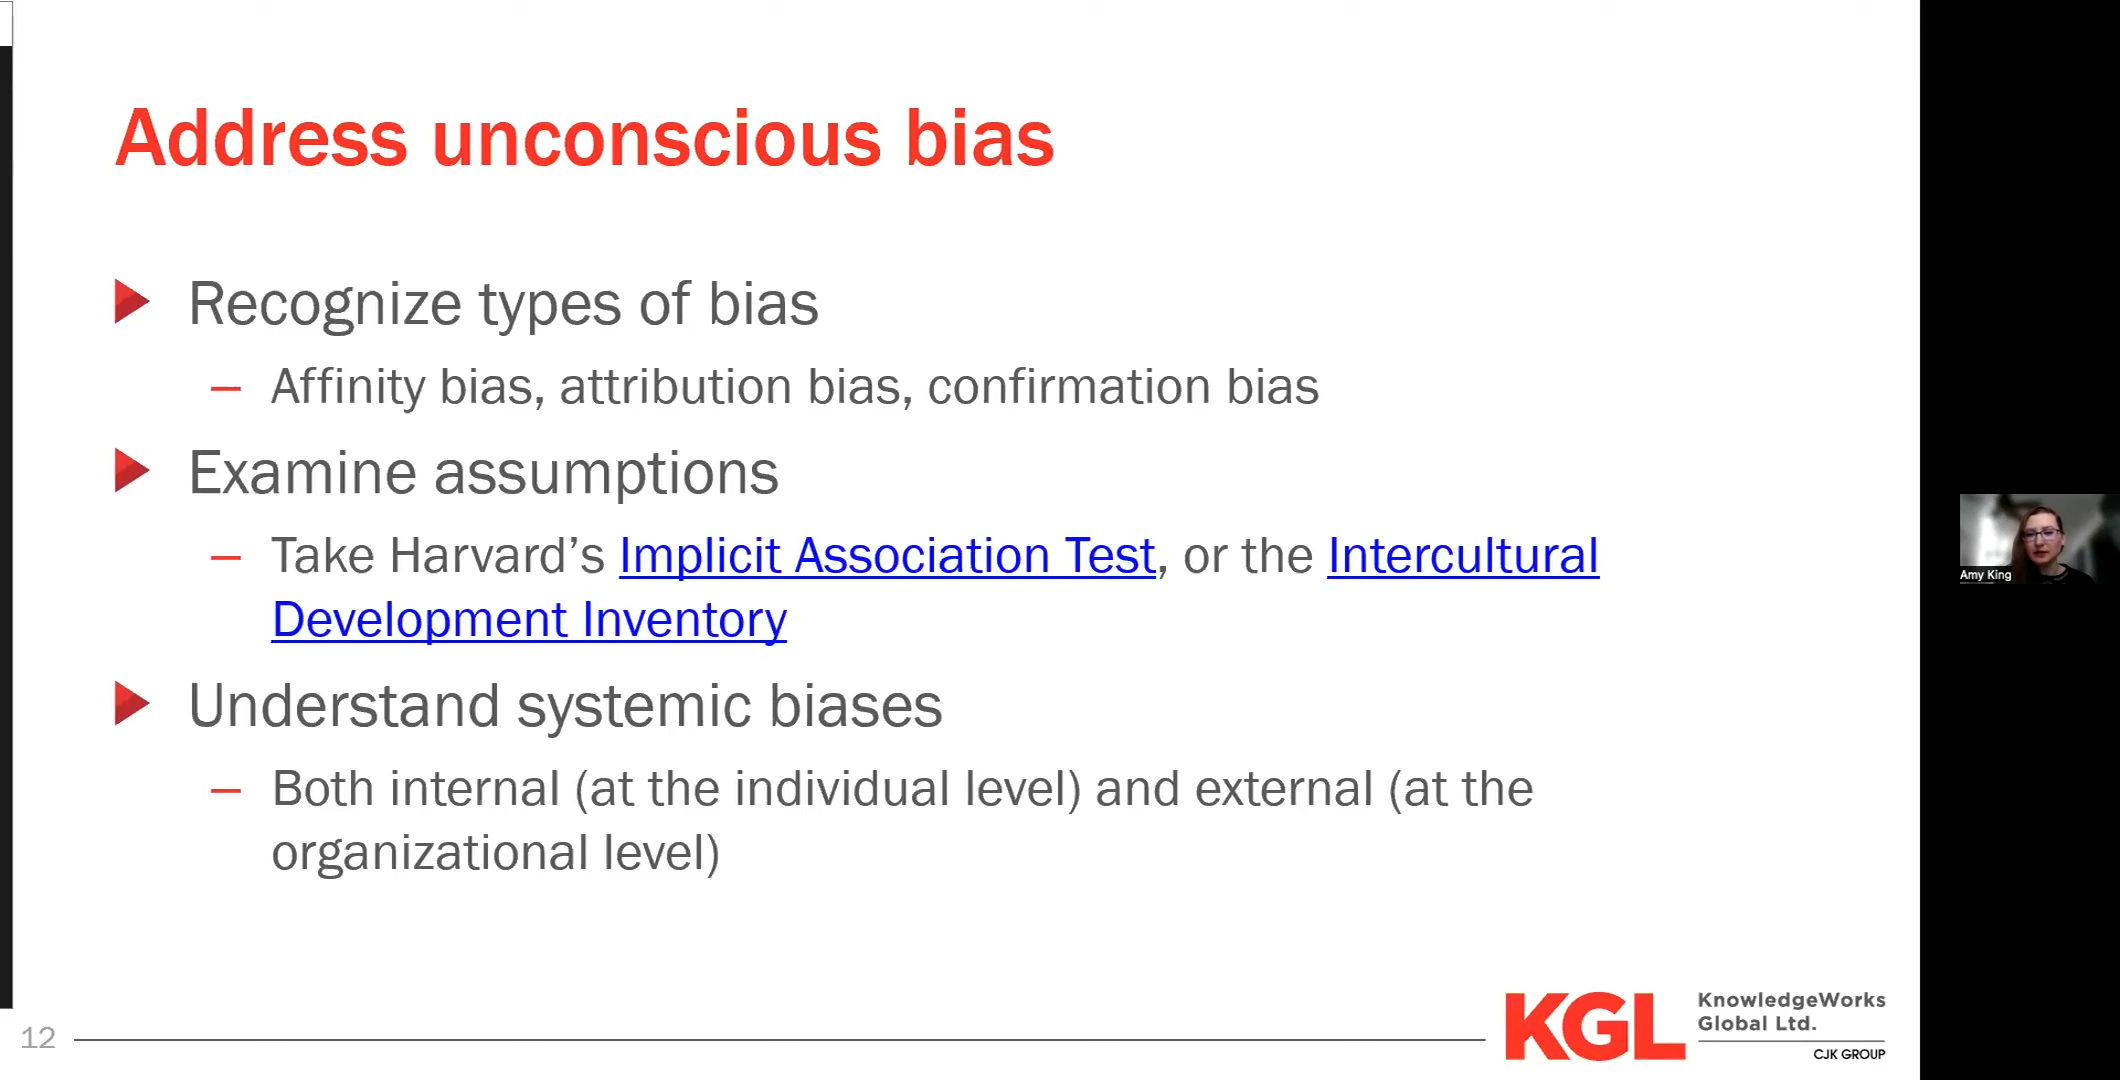 Address unconscious bias
Recognize types of bias
– Affinity bias, attribution bias, confirmation bias
Examine assumptions
– Take Harvard’s Implicit Association Test, or the Intercultural
Development Inventory
Understand systemic biases
– Both internal (at the individual level) and external (at the
organizational level)
Amy King
12
KGL
KnowledgeWorks
Global Ltd.
CJK GROUP